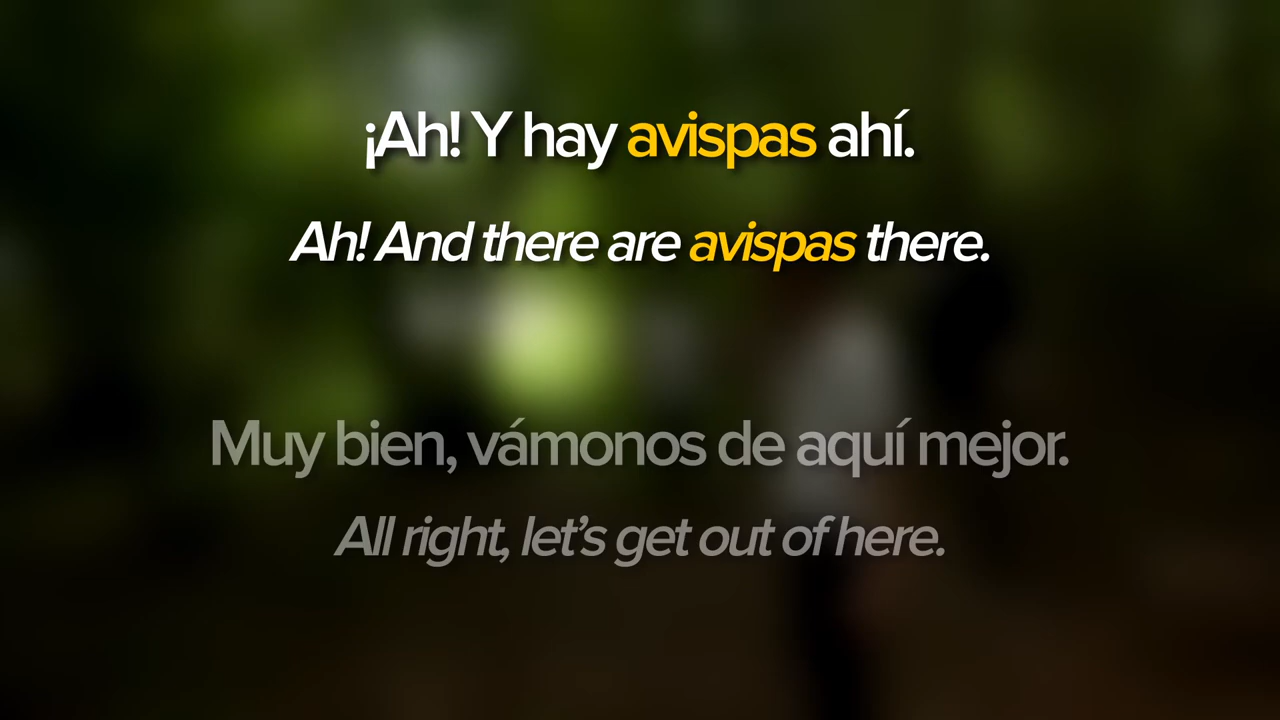 ¡Ah! Y hay avispas ahí.
Ah! And there are avispas there.
Muy bien, vámonos de aquí mejor.
All right, let’s get out of here.